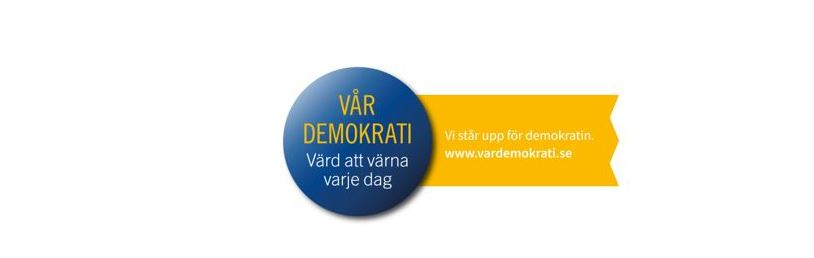 VÅR
DEMOKRATI
Värd att värna
varje dag
Vi står upp för demokratin.
www.vardemokrati.se